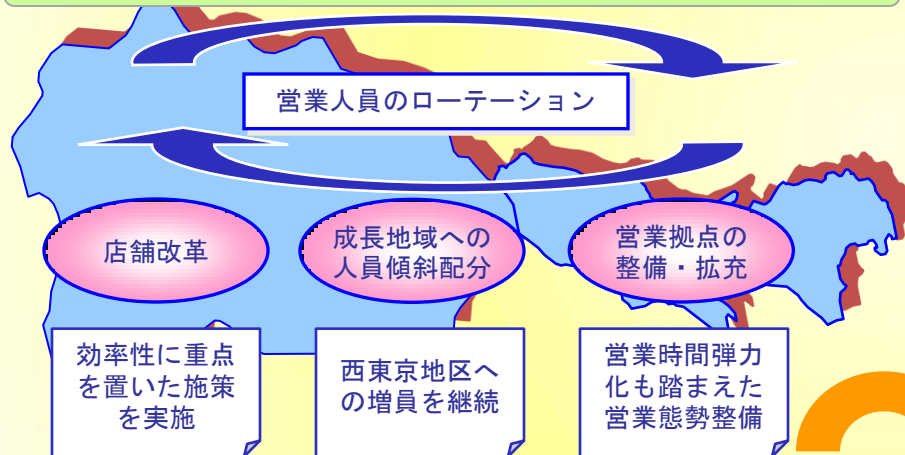 営業人員のローテーション
店舗改革
成長地域への
人員傾斜配分
営業拠点の
整備・拡充
効率性に重点
を置いた施策
を実施
西東京地区へ
の増員を継続
営業時間弾力
化も踏まえた
営業態勢整備